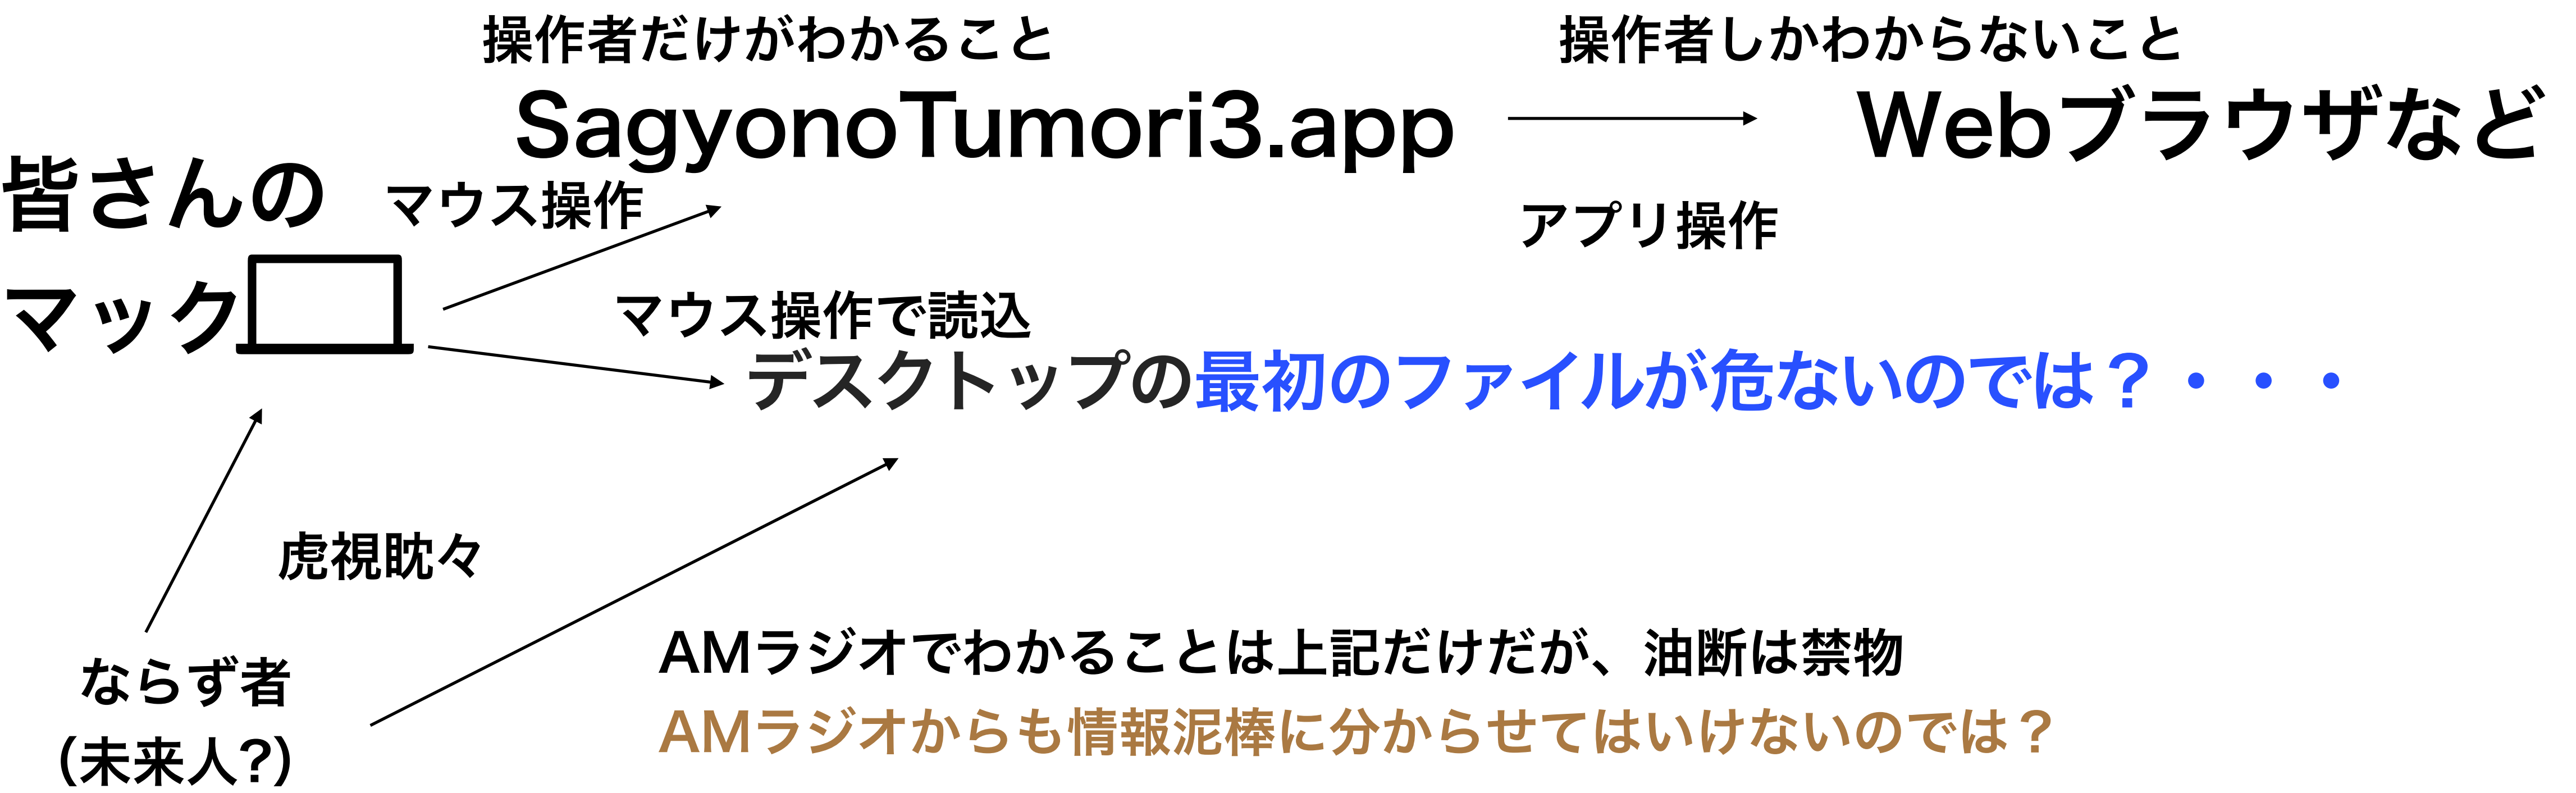 操作者だけがわかること
操作者しかわからないこと
SagyonoTumori3.app
Webブラウザなど
皆さんの
マック
マウス操作
アプリ操作
マウス操作で読込
デスクトップの最初のファイルが危ないのでは？・・・
虎視眈々
ならず者
（未来人?）
AMラジオでわかることは上記だけだが、油断は禁物
AMラジオからも情報泥棒に分からせてはいけないのでは？